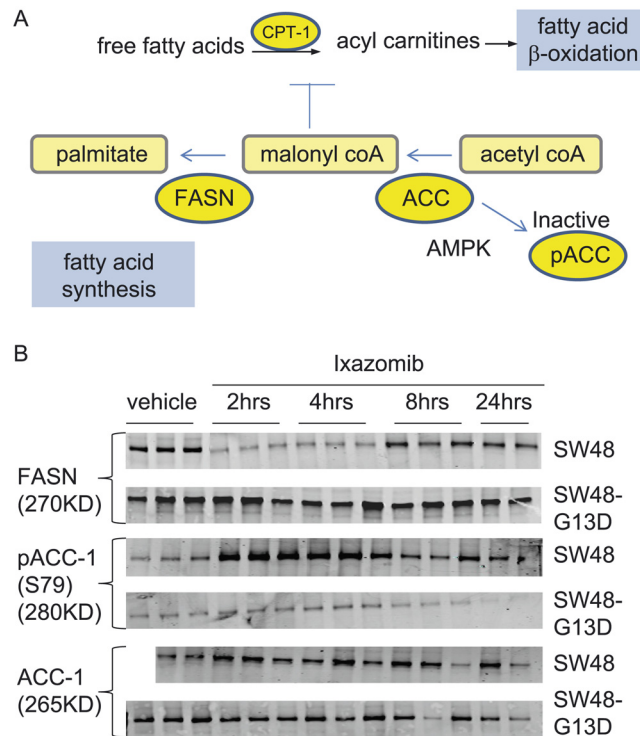 A
free fatty acids
CPT-1
acyl carnitines
fatty acid
β-oxidation
palmitate
malonyl coA
acetyl coA
FASN
ACC
Inactive
AMPK
pACC
fatty acid
synthesis
B
Ixazomib
vehicle 2hrs 4hrs 8hrs 24hrs
FASN
(270KD)
SW48
SW48-
G13D
pACC-1
(S79)
(280KD)
SW48
SW48-
G13D
ACC-1
(265KD)
SW48
SW48-
G13D